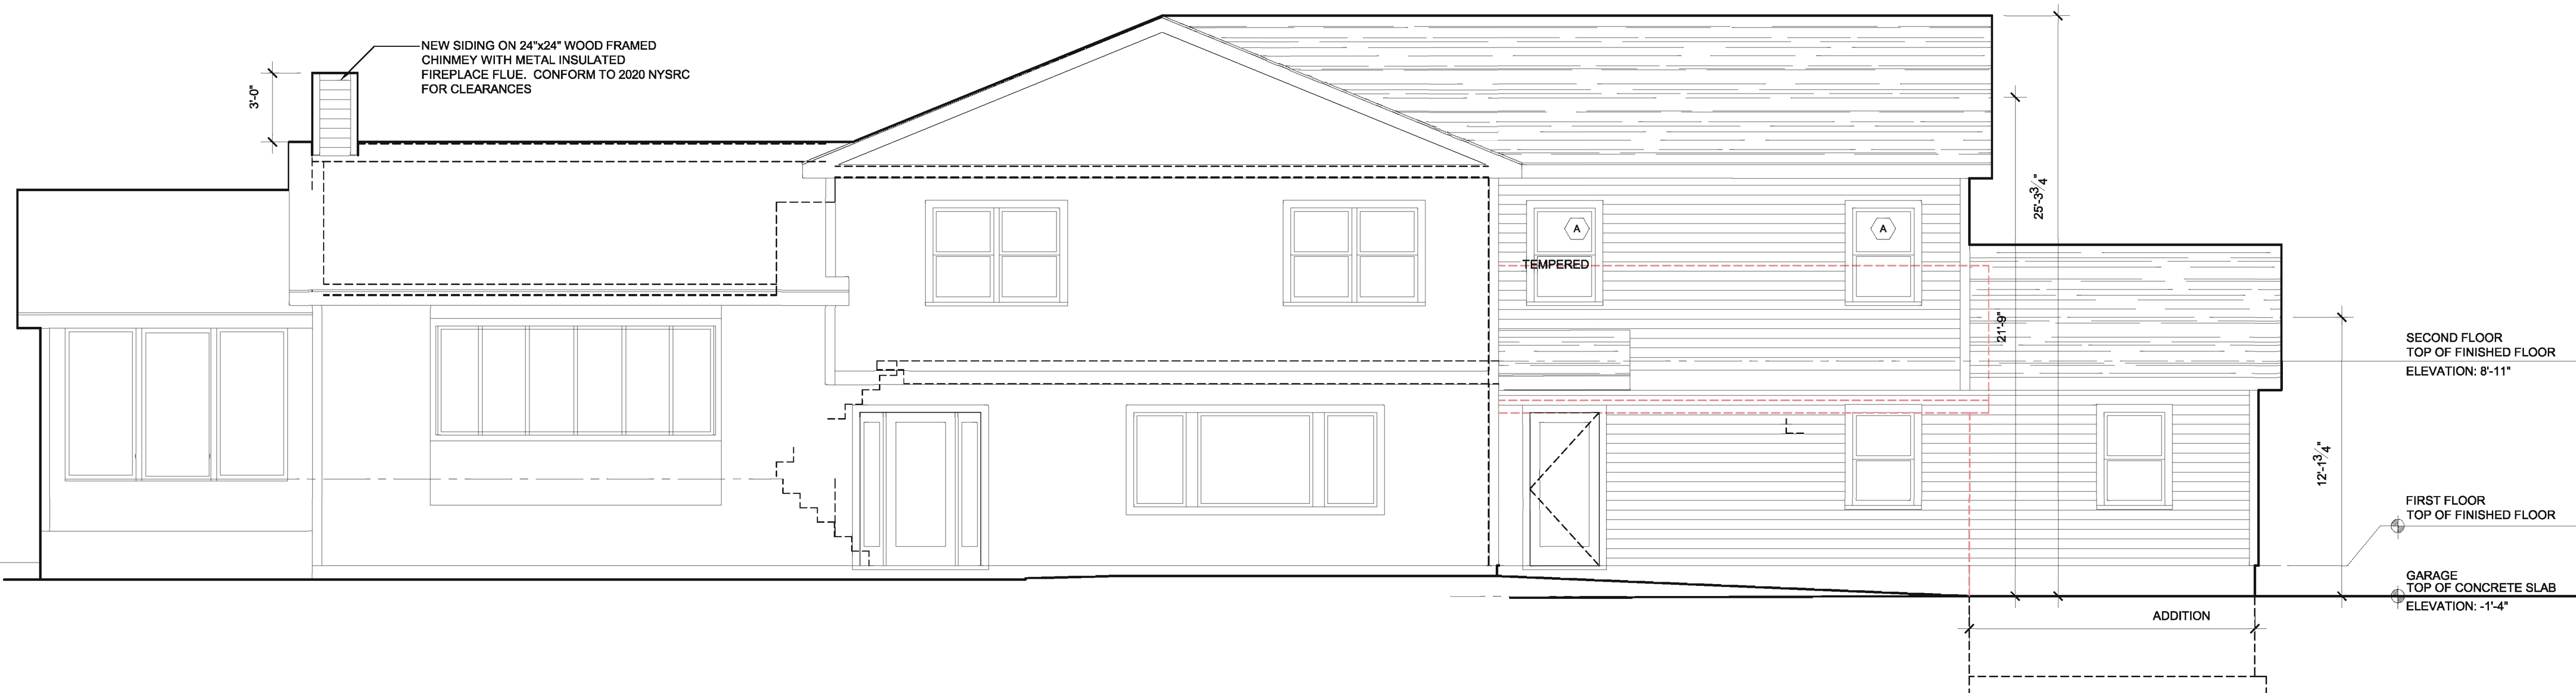 NEW SIDING ON 24"x24" WOOD FRAMED
CHINMEY WITH METAL INSULATED
FIREPLACE FLUE. CONFORM TO 2020 NYSRC
FOR CLEARANCES
3'-0"
A
A
TEMPERED
25'-3 3/4"
21'-9"
12'-1 3/4"
SECOND FLOOR
TOP OF FINISHED FLOOR
ELEVATION: 8'-11"
FIRST FLOOR
TOP OF FINISHED FLOOR
GARAGE
TOP OF CONCRETE SLAB
ELEVATION: -1'-4"
ADDITION